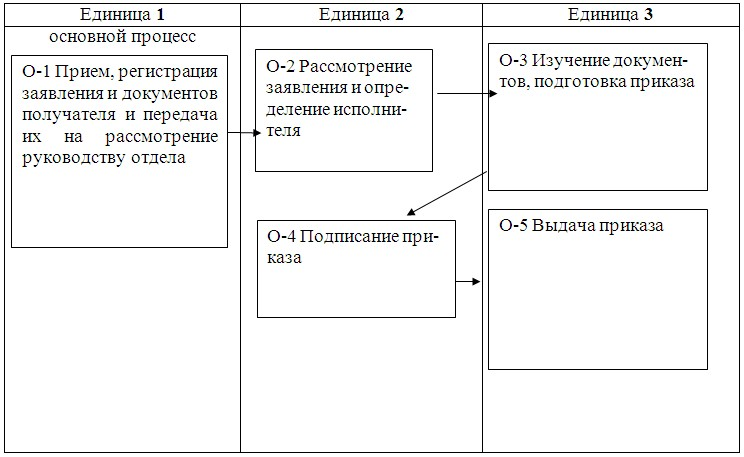 Единица 1
Единица 2
Единица 3
основной процесс
О-1 Прием, регистрация
заявления и документов
получателя и передача
их на рассмотрение
руководству отдела
О-2 Рассмотрение
заявления и опре-
деление исполни-
теля
О-3 Изучение докумен-
тов, подготовка приказа
О-4 Подписание при-
каза
О-5 Выдача приказа